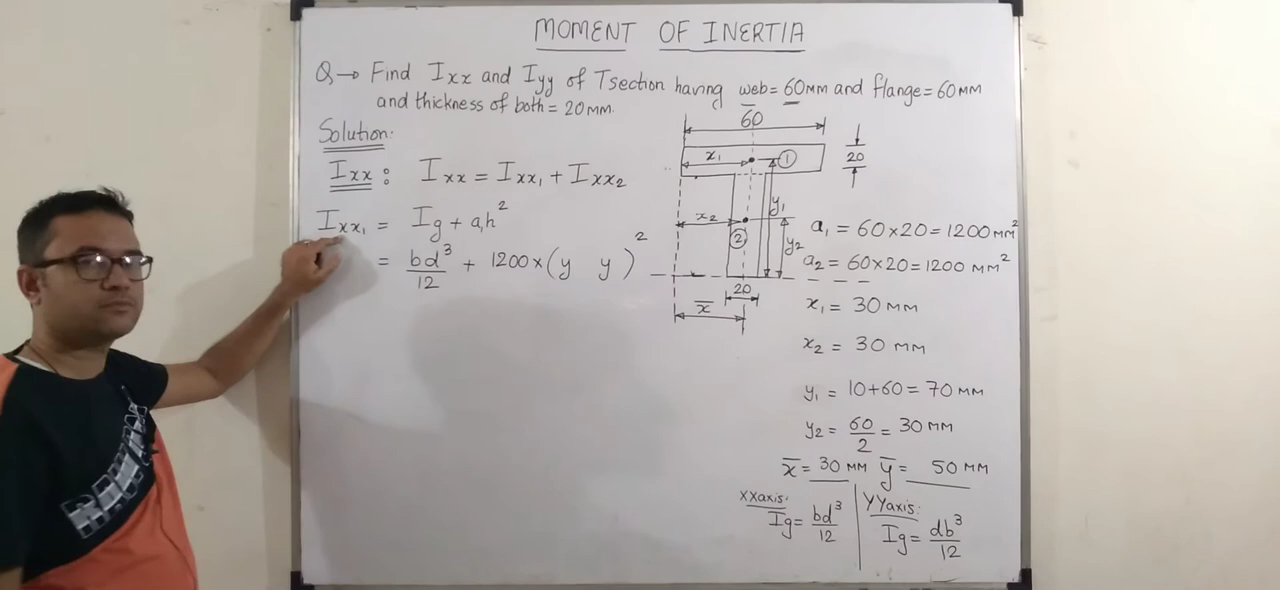 MOMENT OF INERTIA
Q→ Find Ixx and Iyy of T section having web = 60 MM and flange = 60 MM
and thickness of both = 20 MM.
Solution:
Ixx : Ixx = Ixx₁ + Ixx₂
Ixx₁ = Ig + a₁h²
= bd³/12 + 1200 × (y y)²
60
x₁
①
20
y₁
x₂
②
y₂
20
x̅
a₁ = 60×20 = 1200 MM²
a₂ = 60×20 = 1200 MM²
x₁ = 30 MM
x₂ = 30 MM
y₁ = 10+60 = 70 MM
y₂ = 60/2 = 30 MM
x̅ = 30 MM y̅ = 50 MM
XXaxis:
Ig = bd³/12
YYaxis:
Ig = db³/12